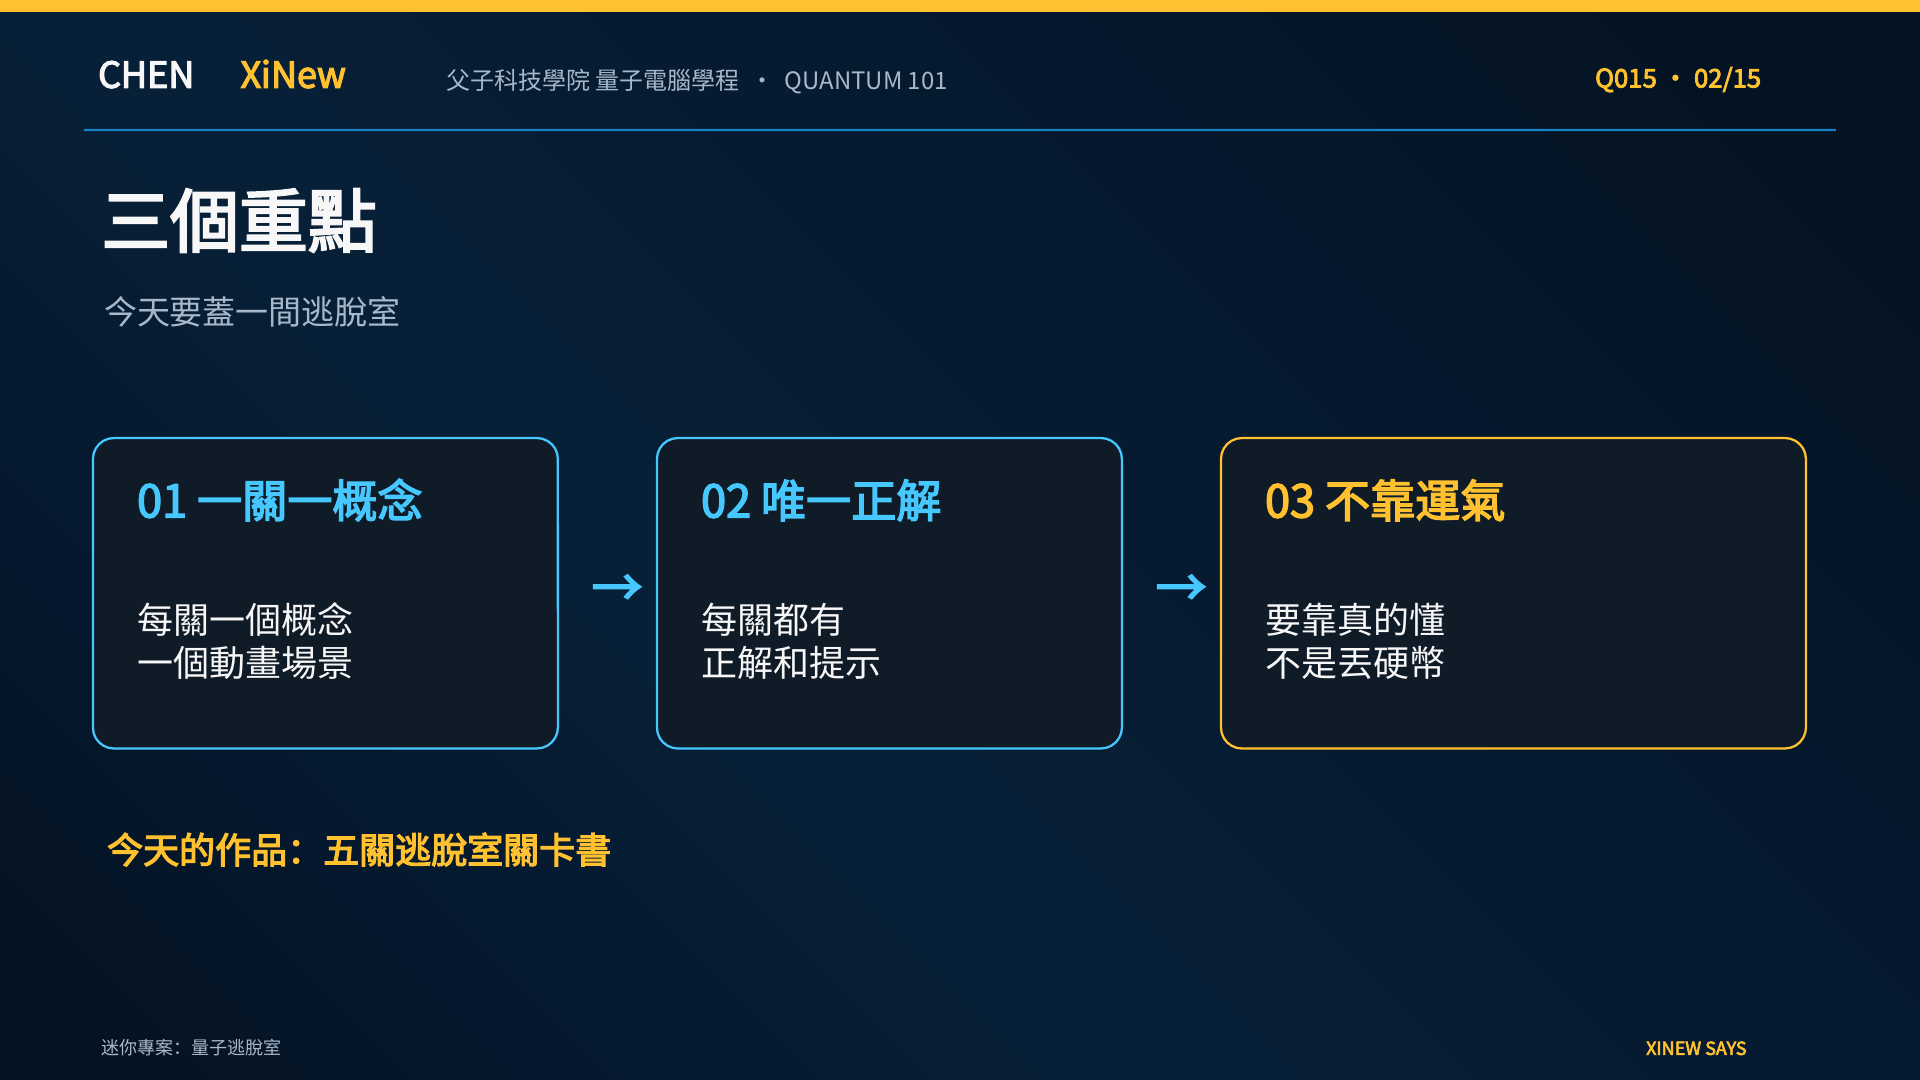 CHEN XiNew 父子科技學院 量子電腦學程 ・ QUANTUM 101 Q015 ・ 02/15
三個重點
今天要蓋一間逃脫室
01 一關一概念
每關一個概念
一個動畫場景
→
02 唯一正解
每關都有
正解和提示
→
03 不靠運氣
要靠真的懂
不是丟硬幣
今天的作品：五關逃脫室關卡書
迷你專案：量子逃脫室
XINEW SAYS